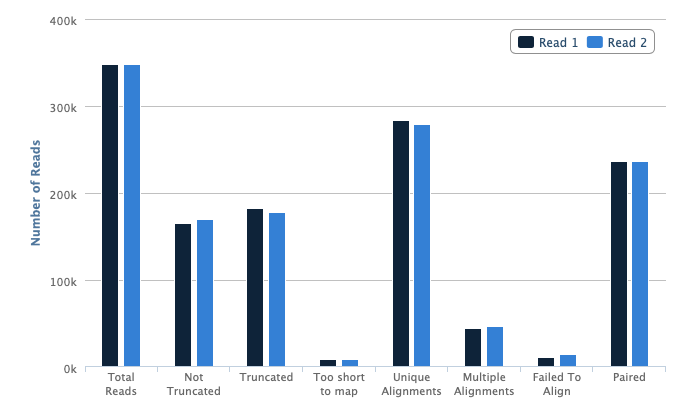 400k
300k
200k
100k
0k
Number of Reads
Read 1 Read 2
Total Reads
Not Truncated
Truncated
Too short to map
Unique Alignments
Multiple Alignments
Failed To Align
Paired